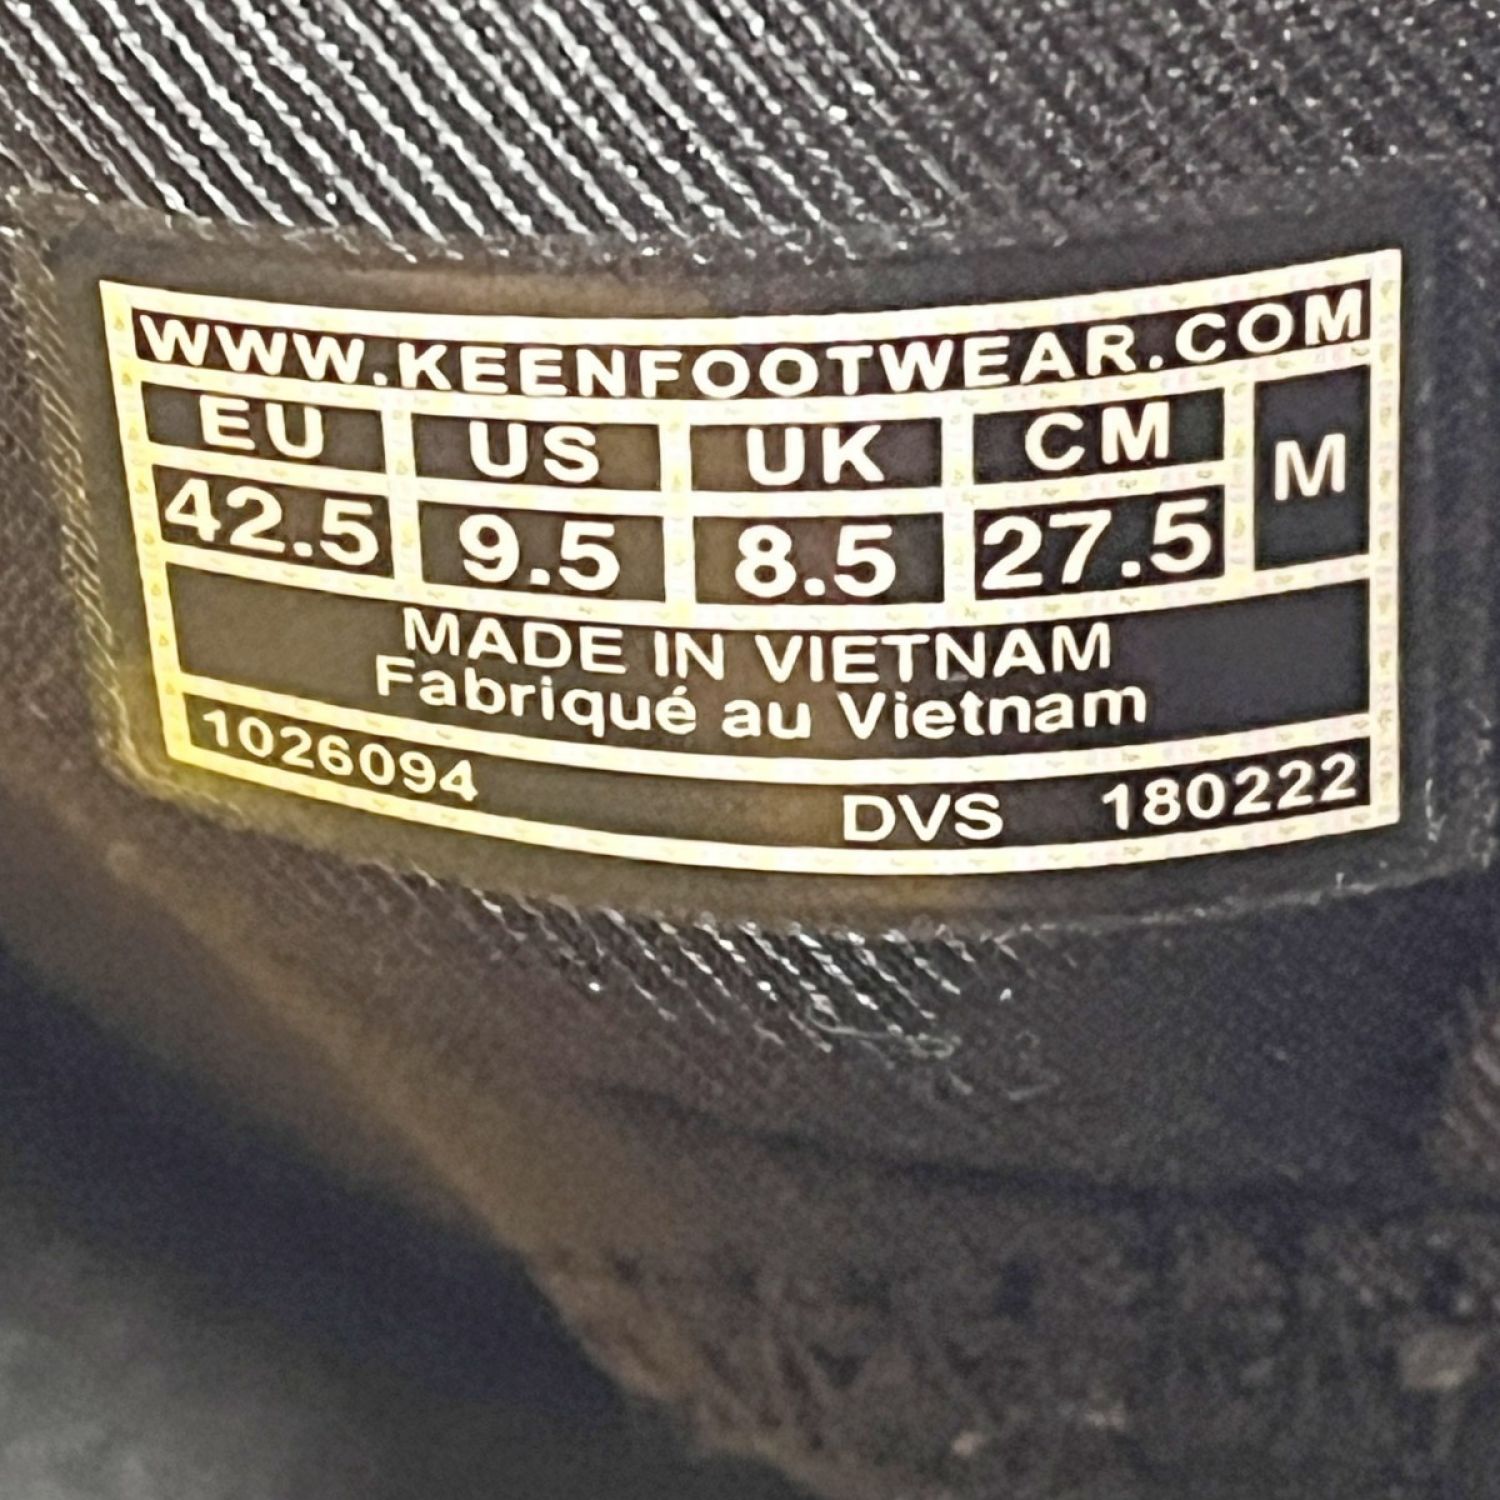 WWW.KEENFOOTWEAR.COM
EU US UK CM M
42.5 9.5 8.5 27.5
MADE IN VIETNAM
Fabriqué au Vietnam
1026094 DVS 180222